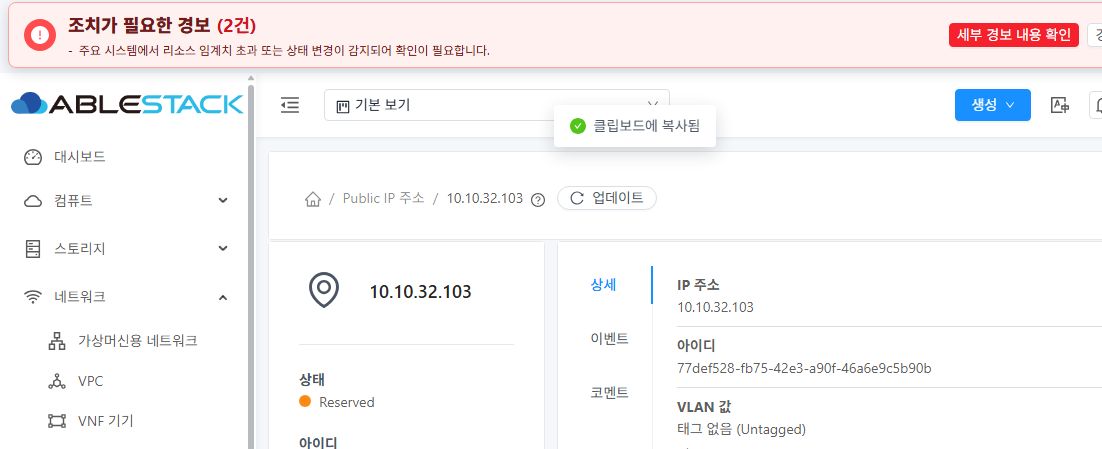 조치가 필요한 경보 (2건)
- 주요 시스템에서 리소스 임계치 초과 또는 상태 변경이 감지되어 확인이 필요합니다.
세부 경보 내용 확인
ABLESTACK
기본 보기
클립보드에 복사됨
생성
대시보드
컴퓨트
스토리지
네트워크
가상머신용 네트워크
VPC
VNF 기기
/ Public IP 주소 / 10.10.32.103
업데이트
10.10.32.103
상태
Reserved
아이디
상세
이벤트
코멘트
IP 주소
10.10.32.103
아이디
77def528-fb75-42e3-a90f-46a6e9c5b90b
VLAN 값
태그 없음 (Untagged)